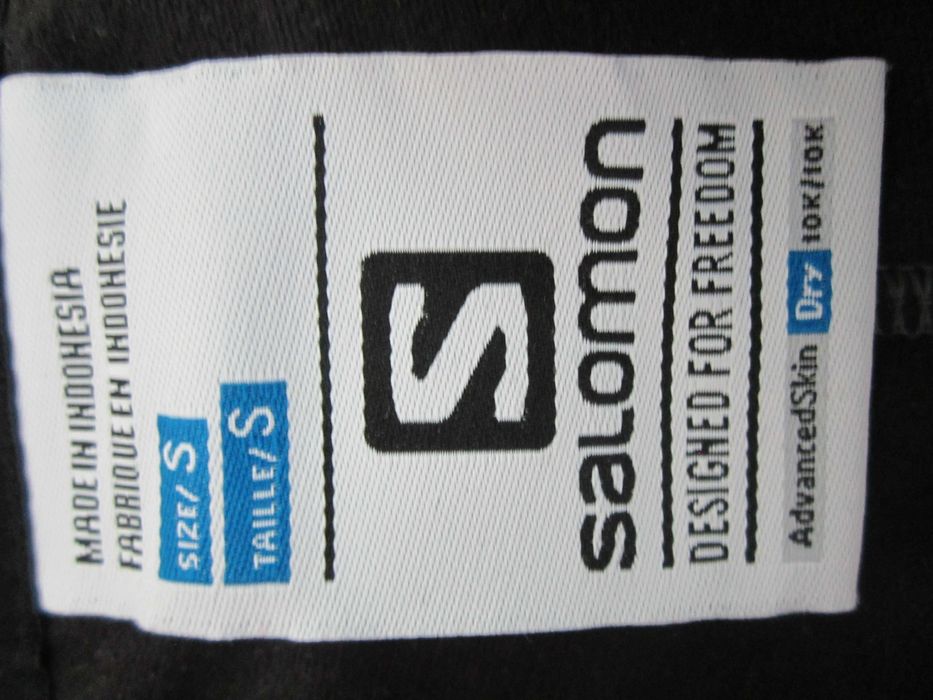 MADE IN INDONESIA
FABRIQUE EN INDONESIE
SIZE/S
TAILLE/S
S
salomon
DESIGNED FOR FREEDOM
AdvancedSkin Dry 10K/10K